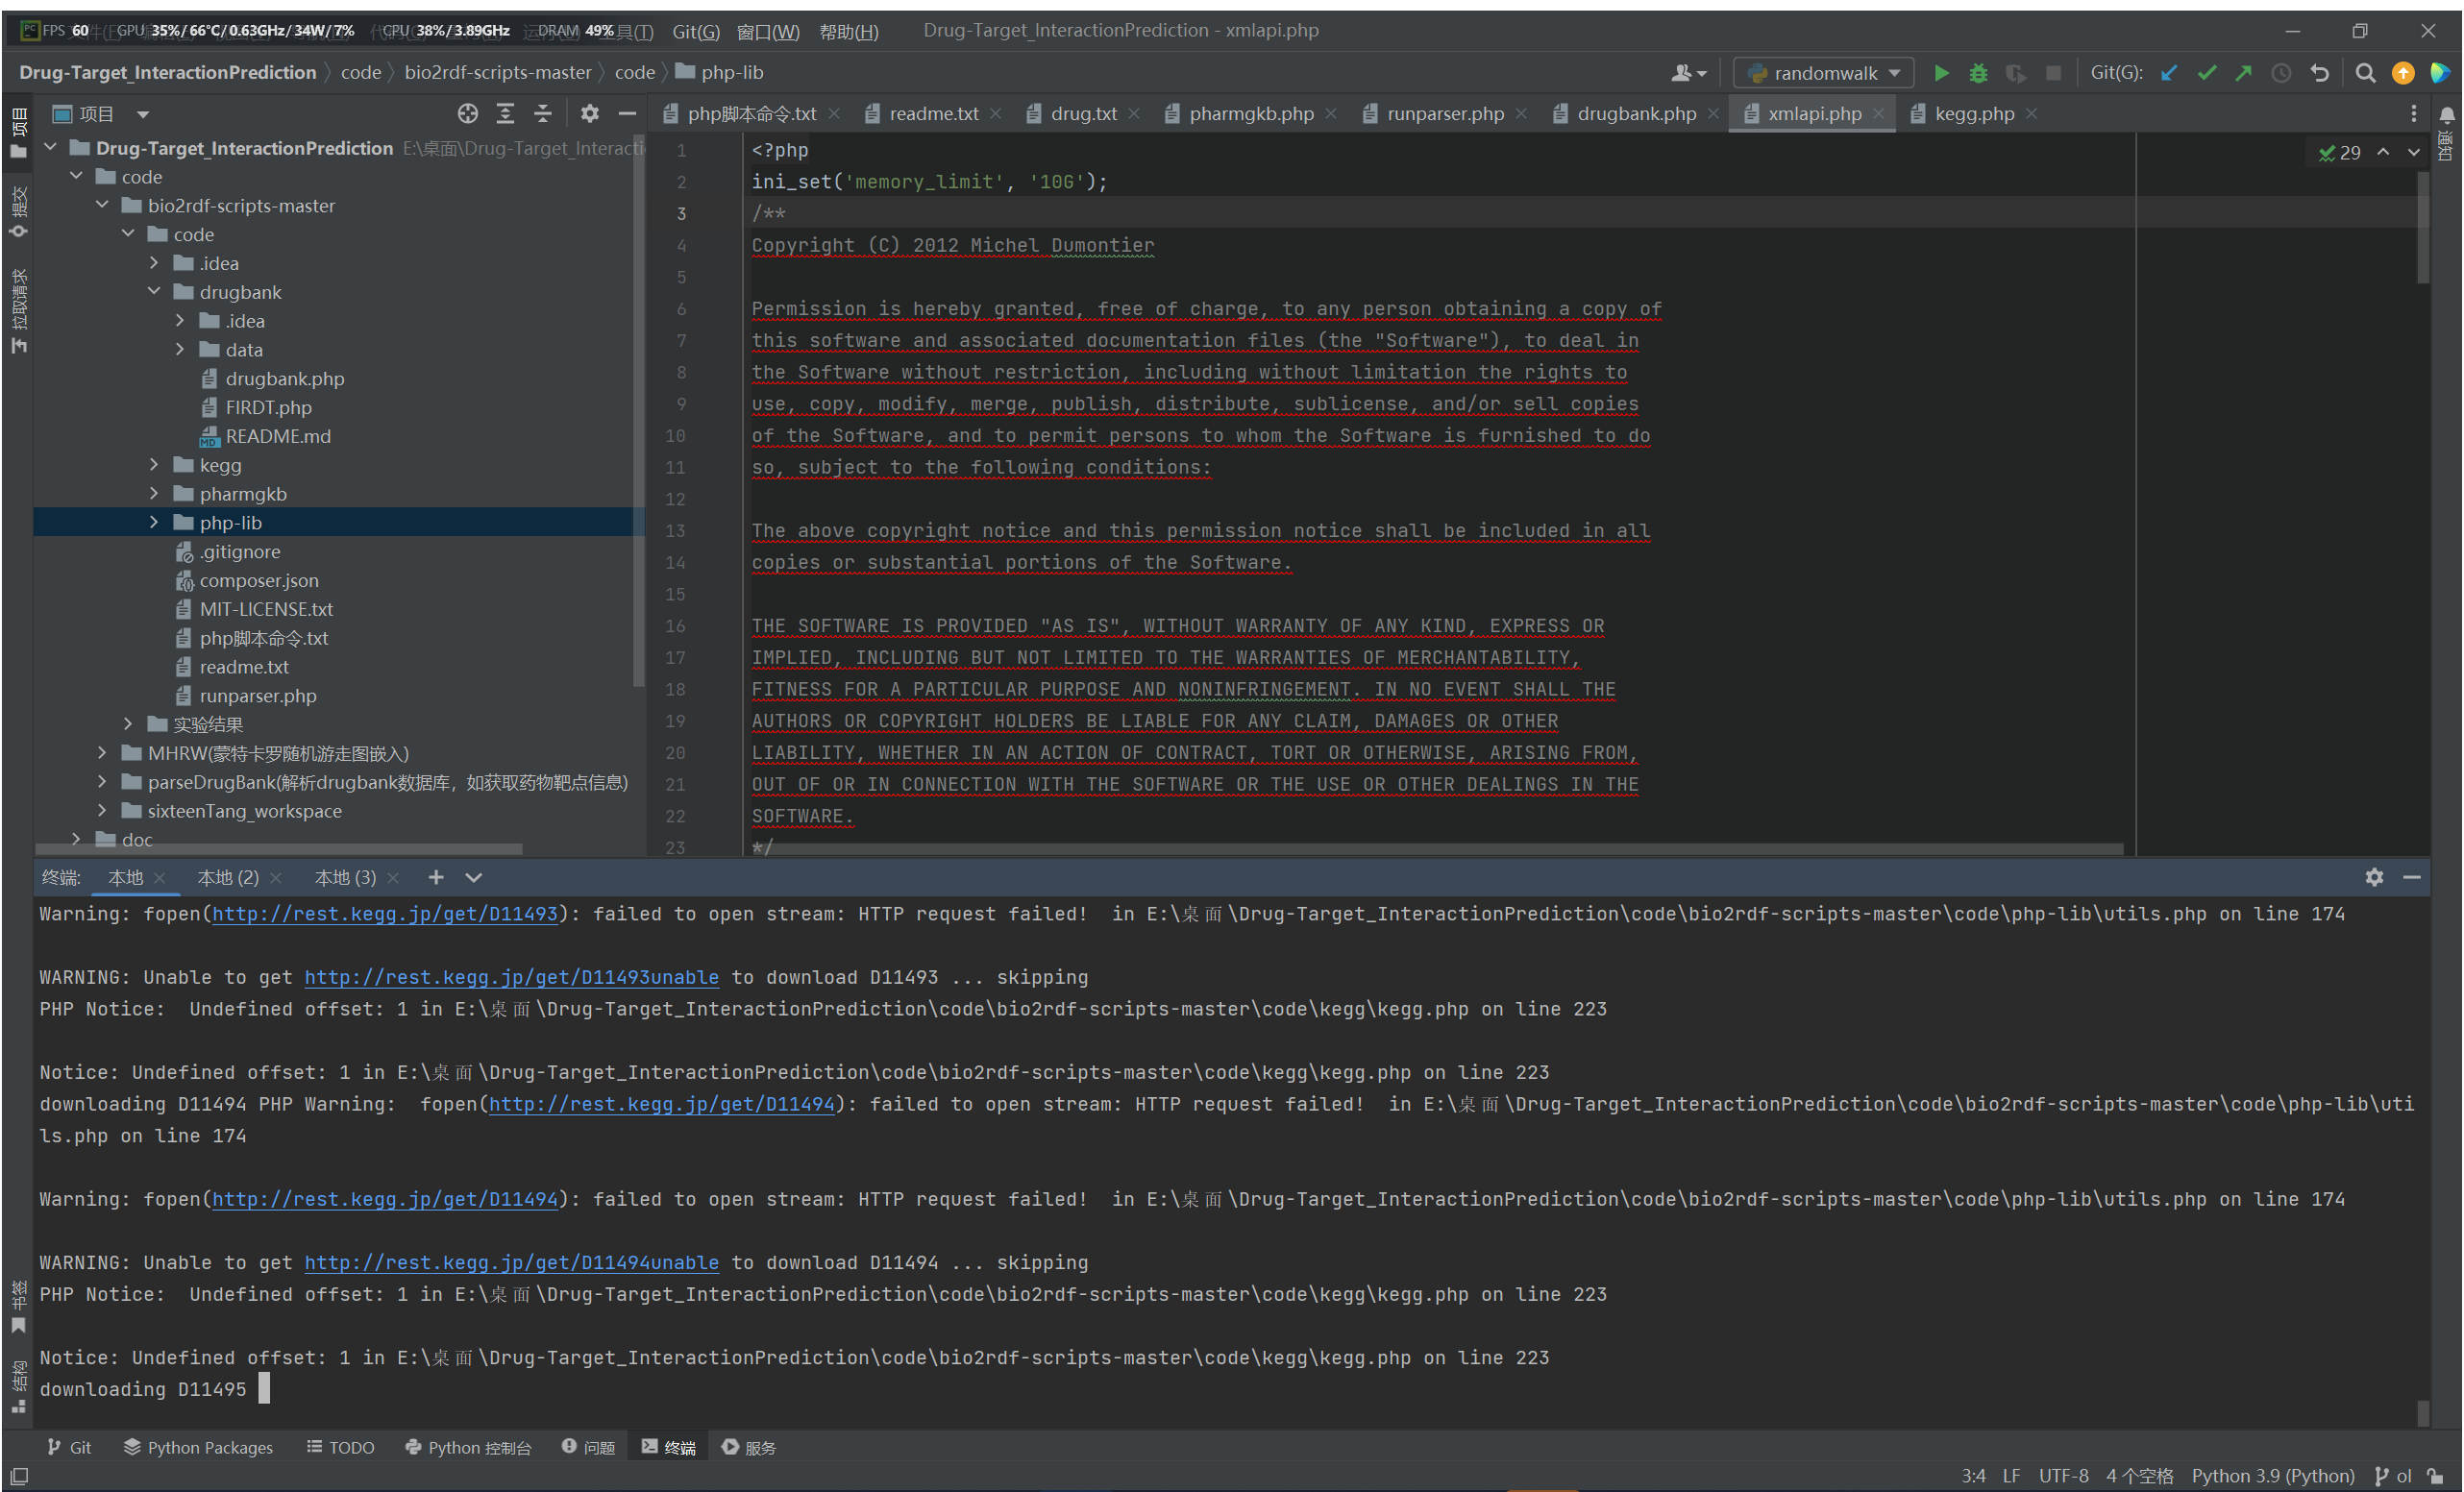 FPS 60 GPU 35%/66°C/0.63GHz/34W/7% CPU 38%/3.89GHz DRAM 49% 工具(T) Git(G) 窗口(W) 帮助(H) Drug-Target_InteractionPrediction - xmlapi.php
Drug-Target_InteractionPrediction code bio2rdf-scripts-master code php-lib randomwalk Git(G):
项目 php脚本命令.txt readme.txt drug.txt pharmgkb.php runparser.php drugbank.php xmlapi.php kegg.php
项目
提交
拉取请求
书签
结构
通知
Drug-Target_InteractionPrediction E:\桌面\Drug-Target_Interacti
code
bio2rdf-scripts-master
code
.idea
drugbank
.idea
data
drugbank.php
FIRDT.php
README.md
kegg
pharmgkb
php-lib
.gitignore
composer.json
MIT-LICENSE.txt
php脚本命令.txt
readme.txt
runparser.php
实验结果
MHRW(蒙特卡罗随机游走图嵌入)
parseDrugBank(解析drugbank数据库，如获取药物靶点信息)
sixteenTang_workspace
doc
29
1 <?php
2 ini_set('memory_limit', '10G');
3 /**
4 Copyright (C) 2012 Michel Dumontier
5
6 Permission is hereby granted, free of charge, to any person obtaining a copy of
7 this software and associated documentation files (the "Software"), to deal in
8 the Software without restriction, including without limitation the rights to
9 use, copy, modify, merge, publish, distribute, sublicense, and/or sell copies
10 of the Software, and to permit persons to whom the Software is furnished to do
11 so, subject to the following conditions:
12
13 The above copyright notice and this permission notice shall be included in all
14 copies or substantial portions of the Software.
15
16 THE SOFTWARE IS PROVIDED "AS IS", WITHOUT WARRANTY OF ANY KIND, EXPRESS OR
17 IMPLIED, INCLUDING BUT NOT LIMITED TO THE WARRANTIES OF MERCHANTABILITY,
18 FITNESS FOR A PARTICULAR PURPOSE AND NONINFRINGEMENT. IN NO EVENT SHALL THE
19 AUTHORS OR COPYRIGHT HOLDERS BE LIABLE FOR ANY CLAIM, DAMAGES OR OTHER
20 LIABILITY, WHETHER IN AN ACTION OF CONTRACT, TORT OR OTHERWISE, ARISING FROM,
21 OUT OF OR IN CONNECTION WITH THE SOFTWARE OR THE USE OR OTHER DEALINGS IN THE
22 SOFTWARE.
23 */
终端: 本地 本地 (2) 本地 (3)
Warning: fopen(http://rest.kegg.jp/get/D11493): failed to open stream: HTTP request failed!  in E:\桌面\Drug-Target_InteractionPrediction\code\bio2rdf-scripts-master\code\php-lib\utils.php on line 174
WARNING: Unable to get http://rest.kegg.jp/get/D11493unable to download D11493 ... skipping
PHP Notice:  Undefined offset: 1 in E:\桌面\Drug-Target_InteractionPrediction\code\bio2rdf-scripts-master\code\kegg\kegg.php on line 223
Notice: Undefined offset: 1 in E:\桌面\Drug-Target_InteractionPrediction\code\bio2rdf-scripts-master\code\kegg\kegg.php on line 223
downloading D11494 PHP Warning:  fopen(http://rest.kegg.jp/get/D11494): failed to open stream: HTTP request failed!  in E:\桌面\Drug-Target_InteractionPrediction\code\bio2rdf-scripts-master\code\php-lib\uti
ls.php on line 174
Warning: fopen(http://rest.kegg.jp/get/D11494): failed to open stream: HTTP request failed!  in E:\桌面\Drug-Target_InteractionPrediction\code\bio2rdf-scripts-master\code\php-lib\utils.php on line 174
WARNING: Unable to get http://rest.kegg.jp/get/D11494unable to download D11494 ... skipping
PHP Notice:  Undefined offset: 1 in E:\桌面\Drug-Target_InteractionPrediction\code\bio2rdf-scripts-master\code\kegg\kegg.php on line 223
Notice: Undefined offset: 1 in E:\桌面\Drug-Target_InteractionPrediction\code\bio2rdf-scripts-master\code\kegg\kegg.php on line 223
downloading D11495
Git Python Packages TODO Python 控制台 问题 终端 服务
3:4 LF UTF-8 4 个空格 Python 3.9 (Python) ol